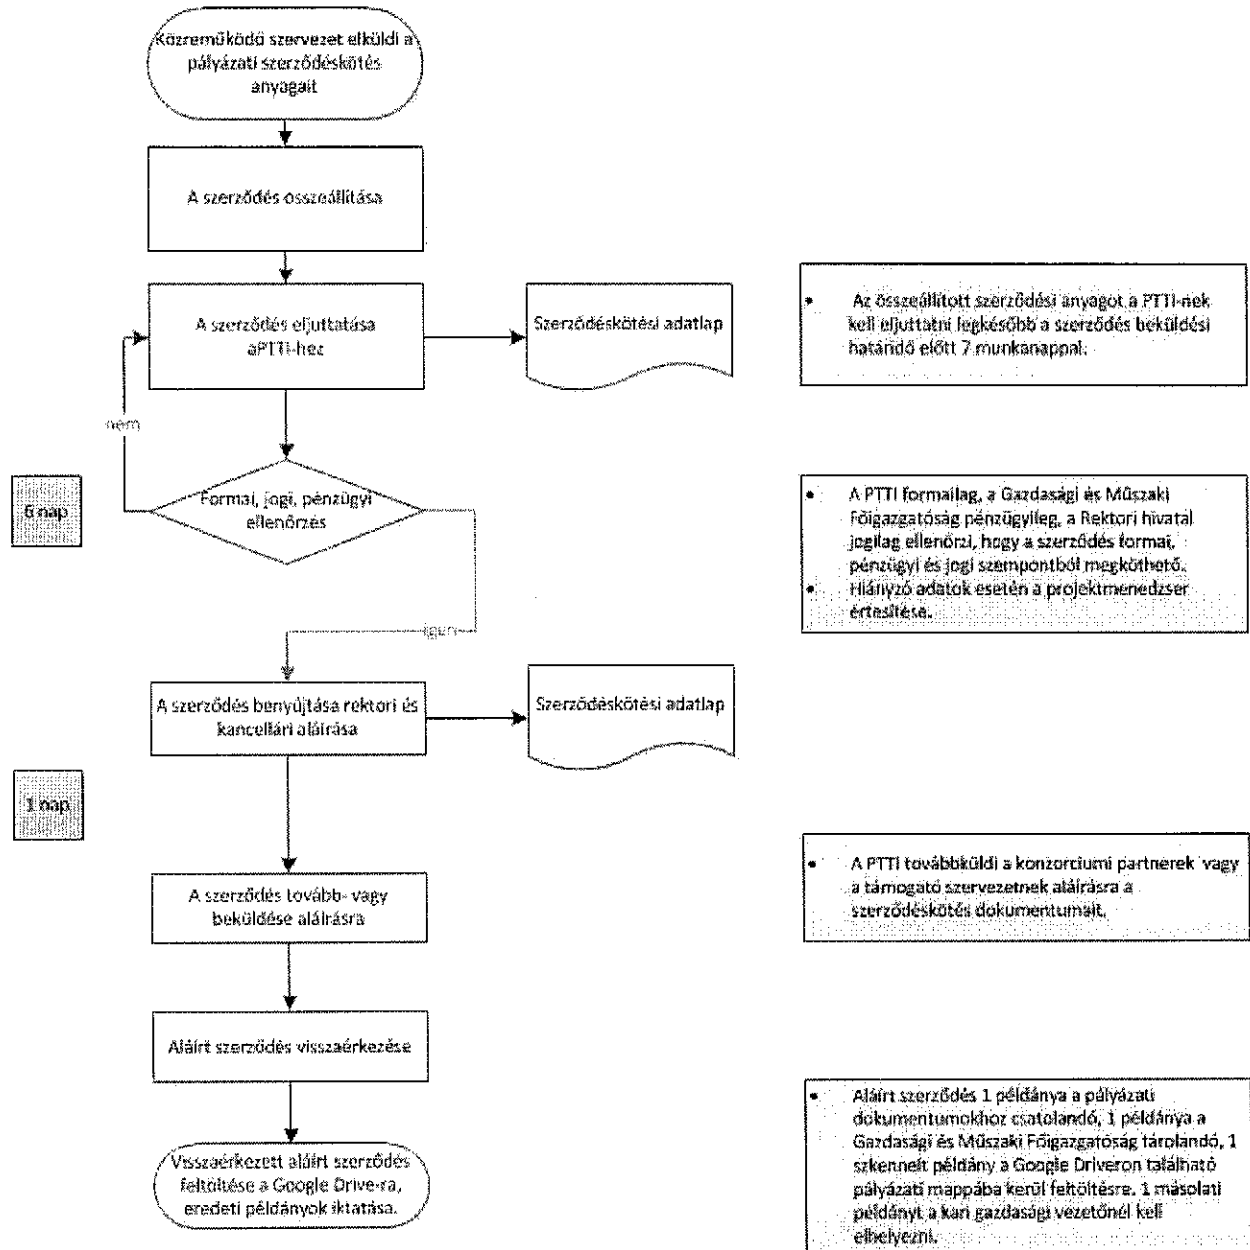 Közreműködő szervezet elküldi a
pályázati szerződéskötés
anyagait
A szerződés összeállítása
A szerződés eljuttatása
aPTTI-hez
Szerződéskötési adatlap
• Az összeállított szerződési anyagot a PTTI-nek
kell eljuttatni legkésőbb a szerződés beküldési
határidő előtt 7 munkanappal.
nem
6 nap
Formai, jogi, pénzügyi
ellenőrzés
• A PTTI formailag, a Gazdasági és Műszaki
Főigazgatóság pénzügyileg, a Rektori hivatal
jogilag ellenőrzi, hogy a szerződés formai,
pénzügyi és jogi szempontból megköthető.
• Hiányzó adatok esetén a projektmenedzser
értesítése.
igen
A szerződés benyújtása rektori és
kancellári aláírása
Szerződéskötési adatlap
1 nap
A szerződés tovább- vagy
beküldése aláírásra
• A PTTI továbbküldi a konzorciumi partnerek vagy
a támogató szervezetnek aláírásra a
szerződéskötés dokumentumait.
Aláírt szerződés visszaérkezése
Visszaérkezett aláírt szerződés
feltöltése a Google Drive-ra,
eredeti példányok iktatása.
• Aláírt szerződés 1 példánya a pályázati
dokumentumokhoz csatolandó, 1 példánya a
Gazdasági és Műszaki Főigazgatóság tárolandó, 1
szkennelt példány a Google Driveron található
pályázati mappába kerül feltöltésre. 1 másolati
példányt a kari gazdasági vezetőnél kell
elhelyezni.